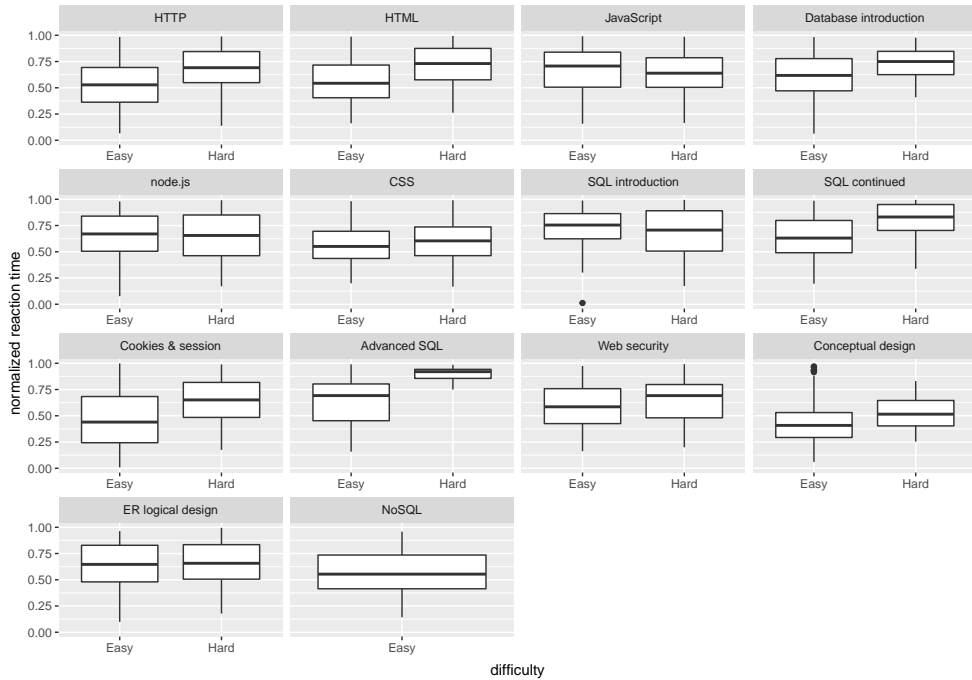 HTTP HTML JavaScript Database introduction
1.00
0.75
0.50
0.25
0.00
Easy Hard Easy Hard Easy Hard Easy Hard
node.js CSS SQL introduction SQL continued
1.00
0.75
0.50
0.25
0.00
Easy Hard Easy Hard Easy Hard Easy Hard
normalized reaction time
Cookies & session Advanced SQL Web security Conceptual design
1.00
0.75
0.50
0.25
0.00
Easy Hard Easy Hard Easy Hard Easy Hard
ER logical design NoSQL
1.00
0.75
0.50
0.25
0.00
Easy Hard Easy
difficulty